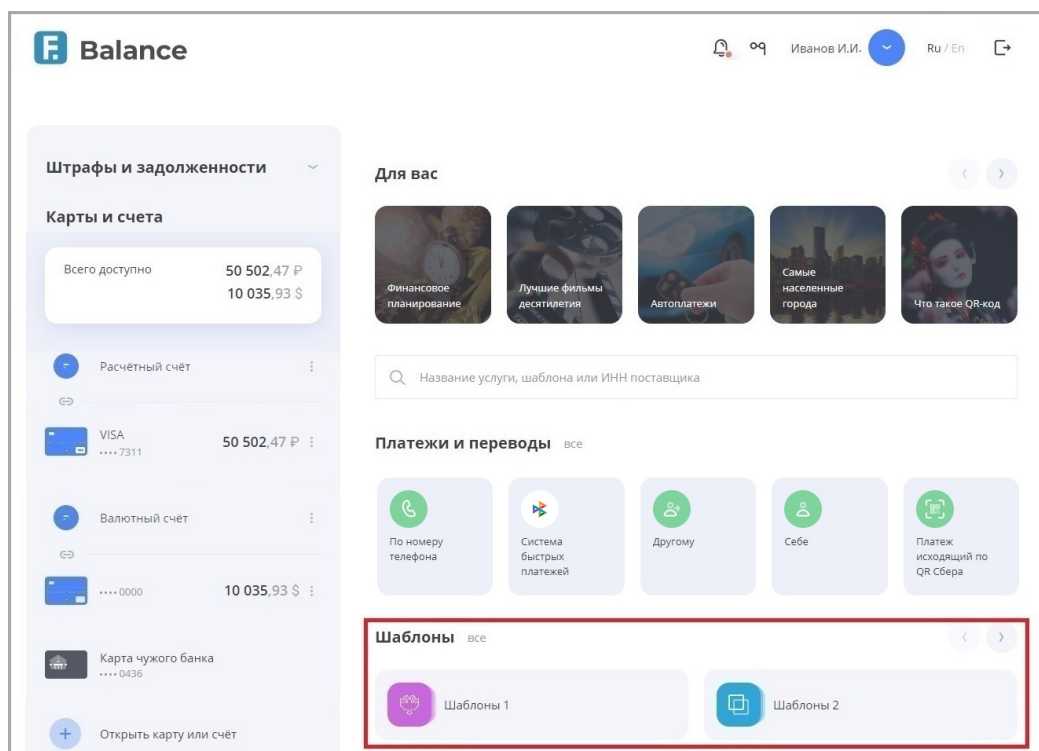 F.
Balance
Иванов И.И.
Ru / En
Штрафы и задолженности
Карты и счета
Всего доступно
50 502,47 ₽
10 035,93 $
Расчётный счёт
VISA
•••• 7311
50 502,47 ₽
Валютный счёт
•••• 0000
10 035,93 $
Карта чужого банка
•••• 0436
Открыть карту или счёт
Для вас
Финансовое
планирование
Лучшие фильмы
десятилетия
Автоплатежи
Самые
населенные
города
Что такое QR-код
Название услуги, шаблона или ИНН поставщика
Платежи и переводы все
По номеру
телефона
Система
быстрых
платежей
Другому
Себе
Платеж
исходящий по
QR Сбера
Шаблоны все
Шаблоны 1
Шаблоны 2